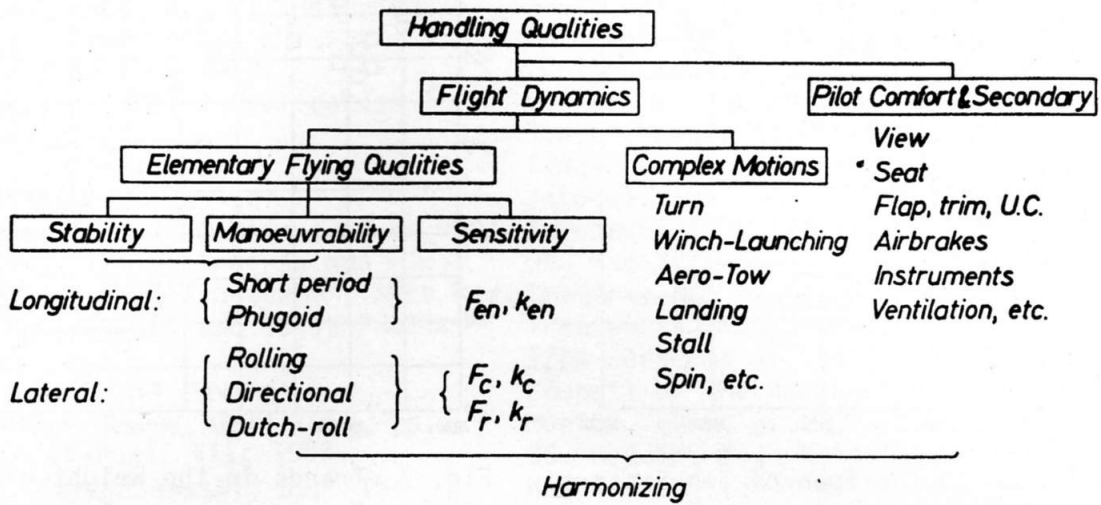 Handling Qualities
Flight Dynamics
Pilot Comfort & Secondary
Elementary Flying Qualities
Complex Motions
View
Seat
Flap, trim, U.C.
Airbrakes
Instruments
Ventilation, etc.
Turn
Winch-Launching
Aero-Tow
Landing
Stall
Spin, etc.
Stability
Manoeuvrability
Sensitivity
Longitudinal:
Short period
Phugoid
Fen, ken
Lateral:
Rolling
Directional
Dutch-roll
Fc, kc
Fr, kr
Harmonizing